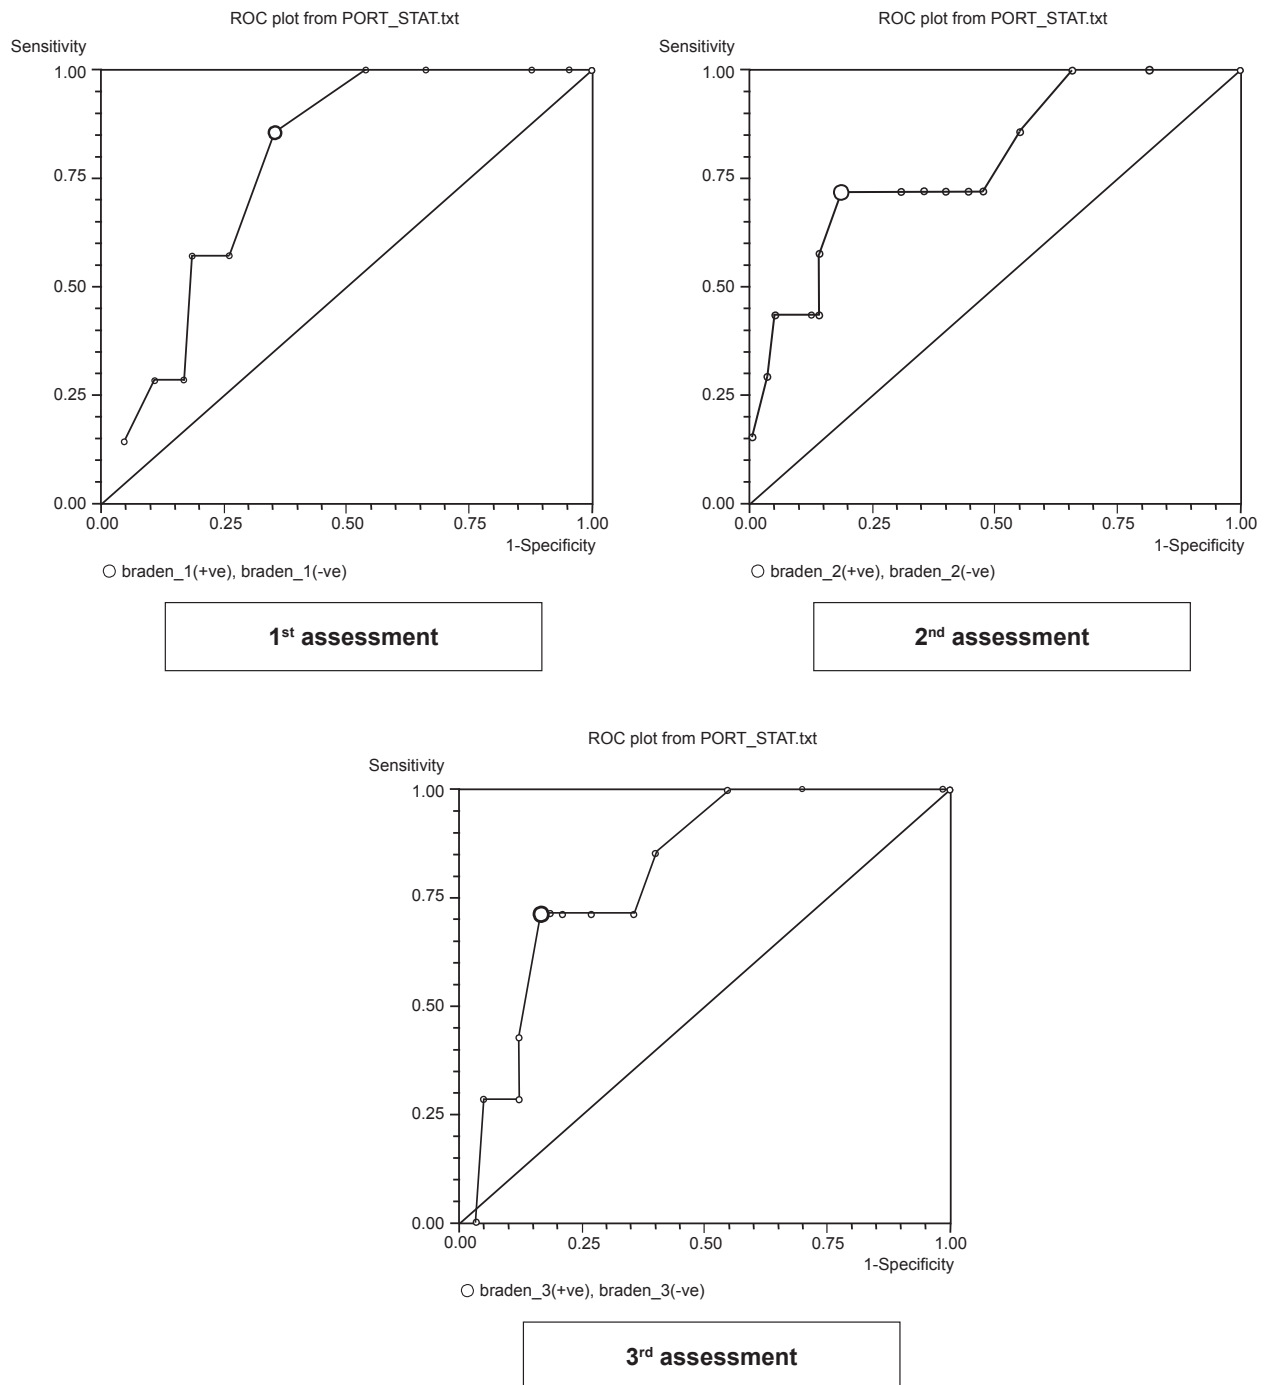 ROC plot from PORT_STAT.txt
Sensitivity
1.00
0.75
0.50
0.25
0.00
0.00 0.25 0.50 0.75 1.00
1-Specificity
braden_1(+ve), braden_1(-ve)
1st assessment
ROC plot from PORT_STAT.txt
Sensitivity
1.00
0.75
0.50
0.25
0.00
0.00 0.25 0.50 0.75 1.00
1-Specificity
braden_2(+ve), braden_2(-ve)
2nd assessment
ROC plot from PORT_STAT.txt
Sensitivity
1.00
0.75
0.50
0.25
0.00
0.00 0.25 0.50 0.75 1.00
1-Specificity
braden_3(+ve), braden_3(-ve)
3rd assessment